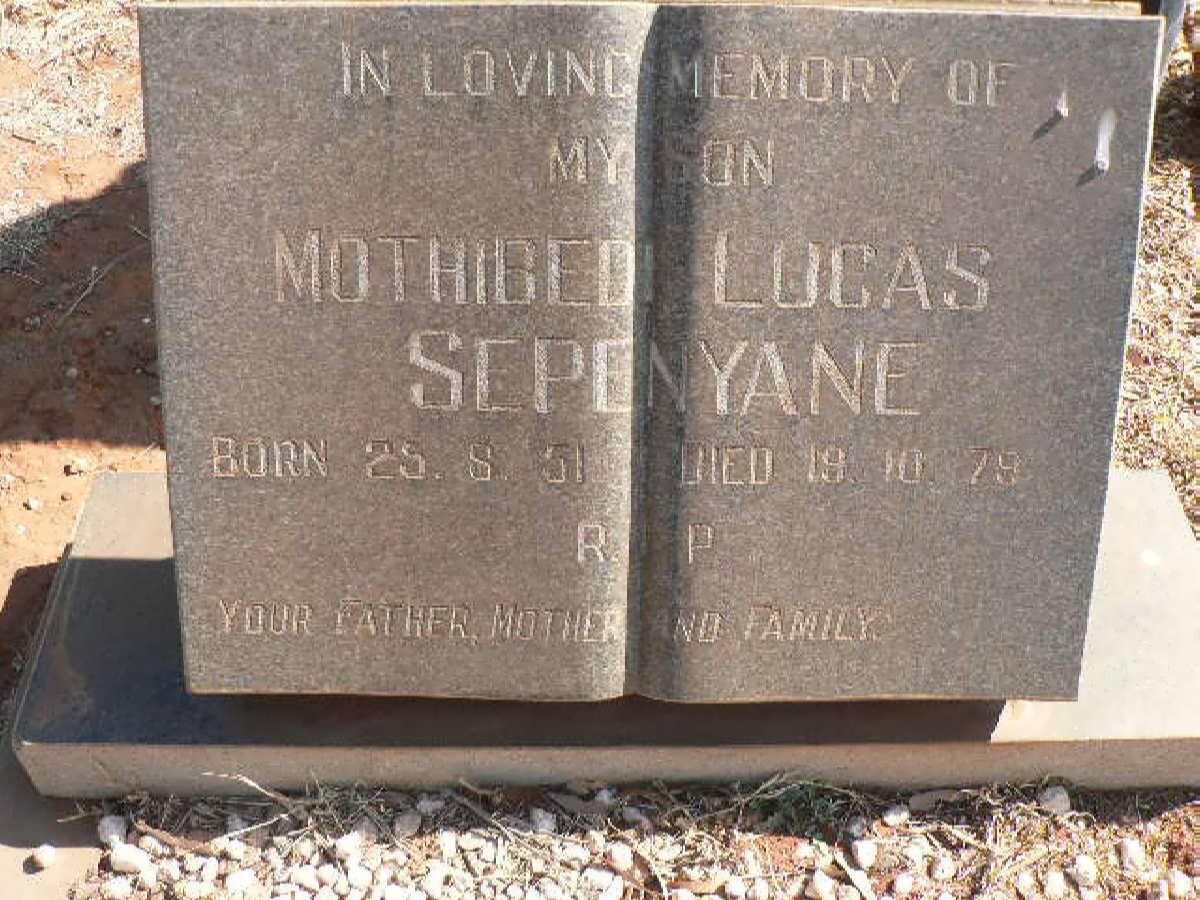 IN LOVING MEMORY OF
MY SON
MOTHIBEDI LUCAS
SEPENYANE
BORN 25. 8. 51. DIED 18. 10. 79
R.I.P
YOUR FATHER, MOTHER AND FAMILY.